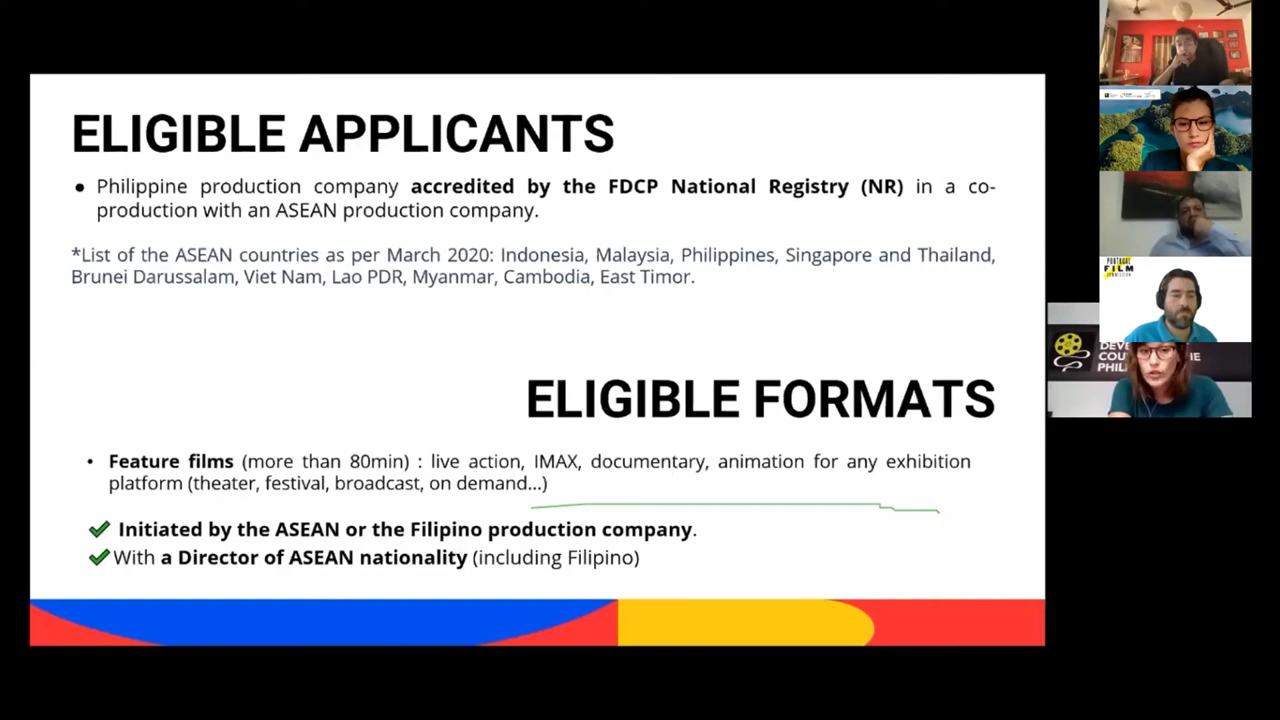 ELIGIBLE APPLICANTS
● Philippine production company accredited by the FDCP National Registry (NR) in a co-
production with an ASEAN production company.
*List of the ASEAN countries as per March 2020: Indonesia, Malaysia, Philippines, Singapore and Thailand,
Brunei Darussalam, Viet Nam, Lao PDR, Myanmar, Cambodia, East Timor.
ELIGIBLE FORMATS
• Feature films (more than 80min) : live action, IMAX, documentary, animation for any exhibition
platform (theater, festival, broadcast, on demand...)
Initiated by the ASEAN or the Filipino production company.
With a Director of ASEAN nationality (including Filipino)
FILM